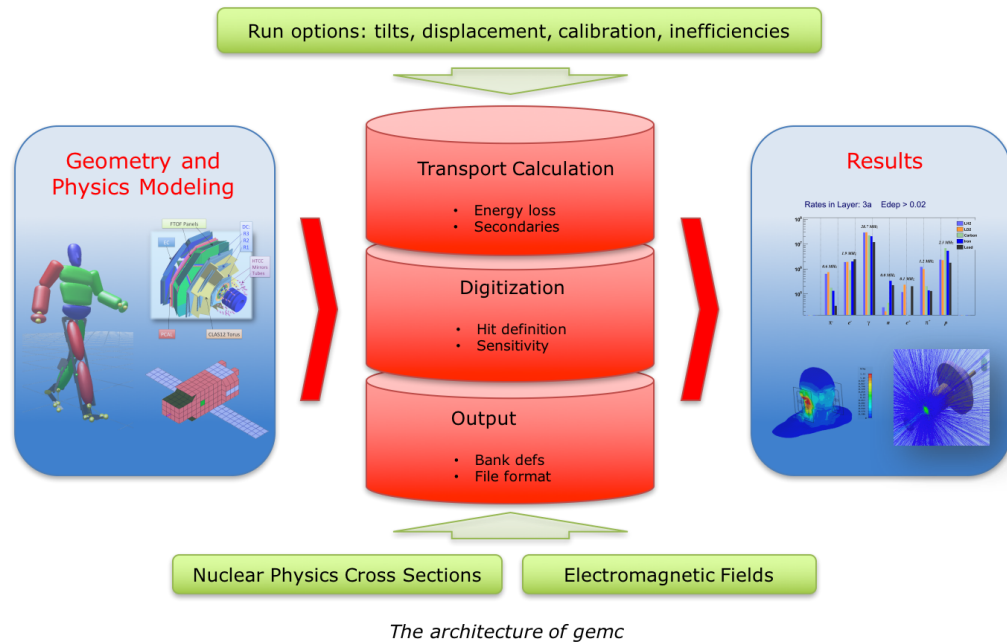 Run options: tilts, displacement, calibration, inefficiencies
Geometry and
Physics Modeling
FTOF Panels
DC
R3
R2
R1
HTCC
Mirrors
Tubes
PCAL
CLAS12 Torus
Transport Calculation
• Energy loss
• Secondaries
Digitization
• Hit definition
• Sensitivity
Output
• Bank defs
• File format
Results
Rates in Layer: 3a Edep > 0.02
Nuclear Physics Cross Sections
Electromagnetic Fields
The architecture of gemc